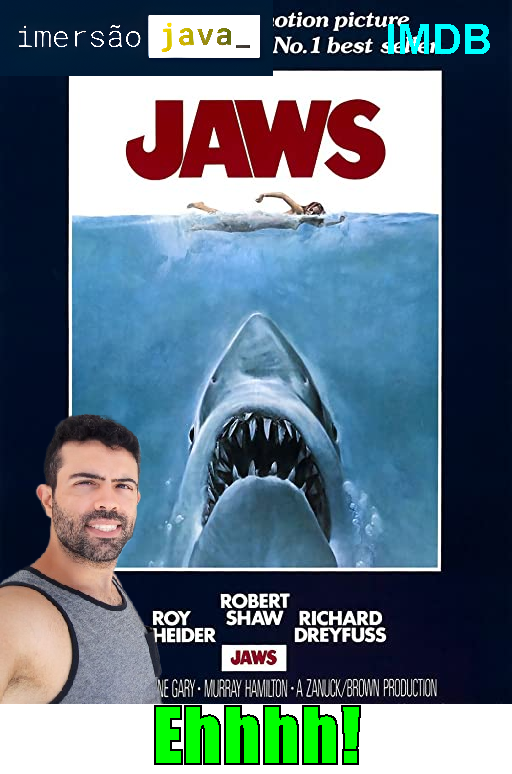 imersão java_
otion picture
No.1 best seller
IMDB
JAWS
ROY
HEIDER
ROBERT
SHAW
RICHARD
DREYFUSS
JAWS
NE GARY • MURRAY HAMILTON • A ZANUCK/BROWN PRODUCTION
Ehhhh!